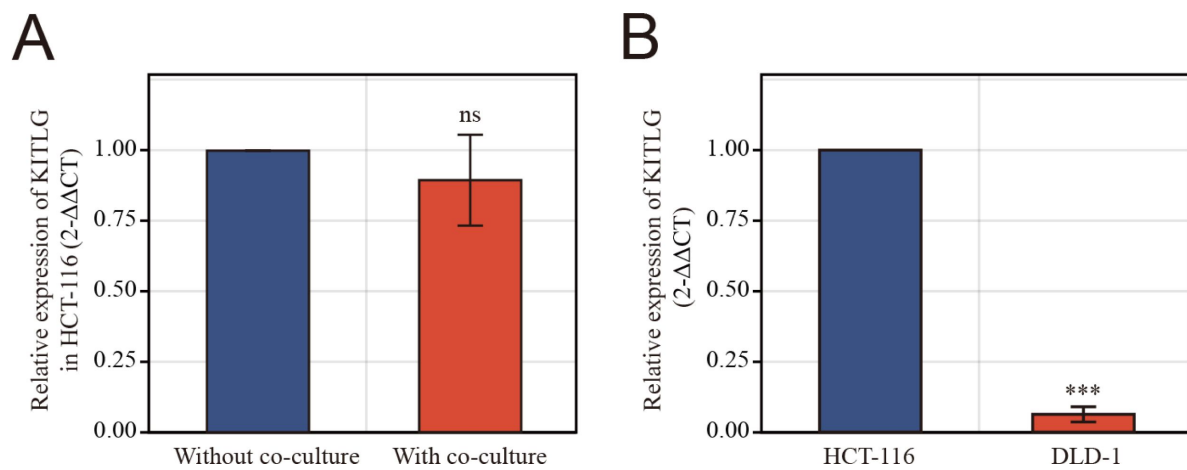 A
Relative expression of KITLG
in HCT-116 (2-ΔΔCT)
1.00
0.75
0.50
0.25
0.00
ns
Without co-culture
With co-culture
B
Relative expression of KITLG
(2-ΔΔCT)
1.00
0.75
0.50
0.25
0.00
***
HCT-116
DLD-1